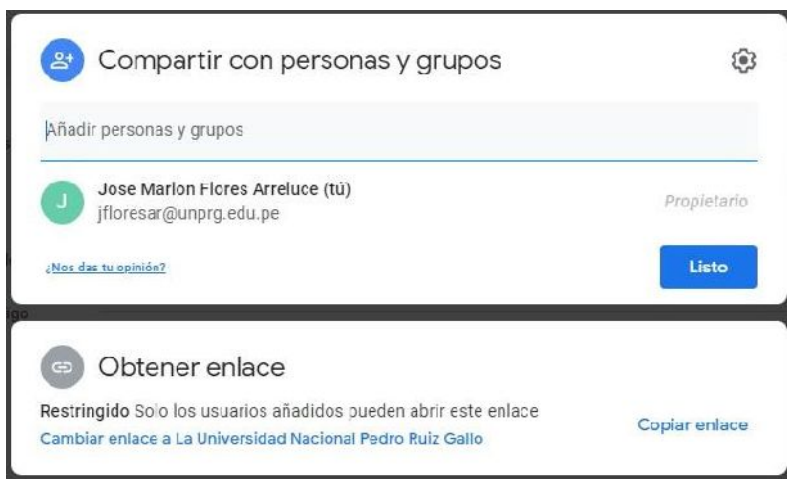 Compartir con personas y grupos
Añadir personas y grupos
J
Jose Marlon Flores Arreluce (tú)
jfloresar@unprg.edu.pe
Propietario
¿Nos das tu opinión?
Listo
Obtener enlace
Restringido Solo los usuarios añadidos pueden abrir este enlace
Cambiar enlace a La Universidad Nacional Pedro Ruiz Gallo
Copiar enlace